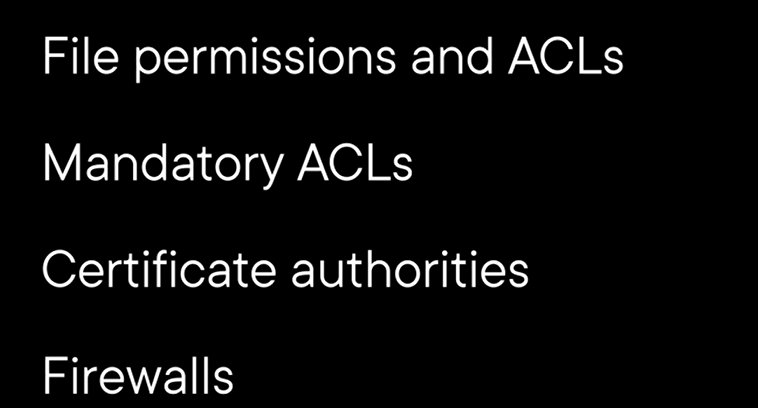 File permissions and ACLs
Mandatory ACLs
Certificate authorities
Firewalls